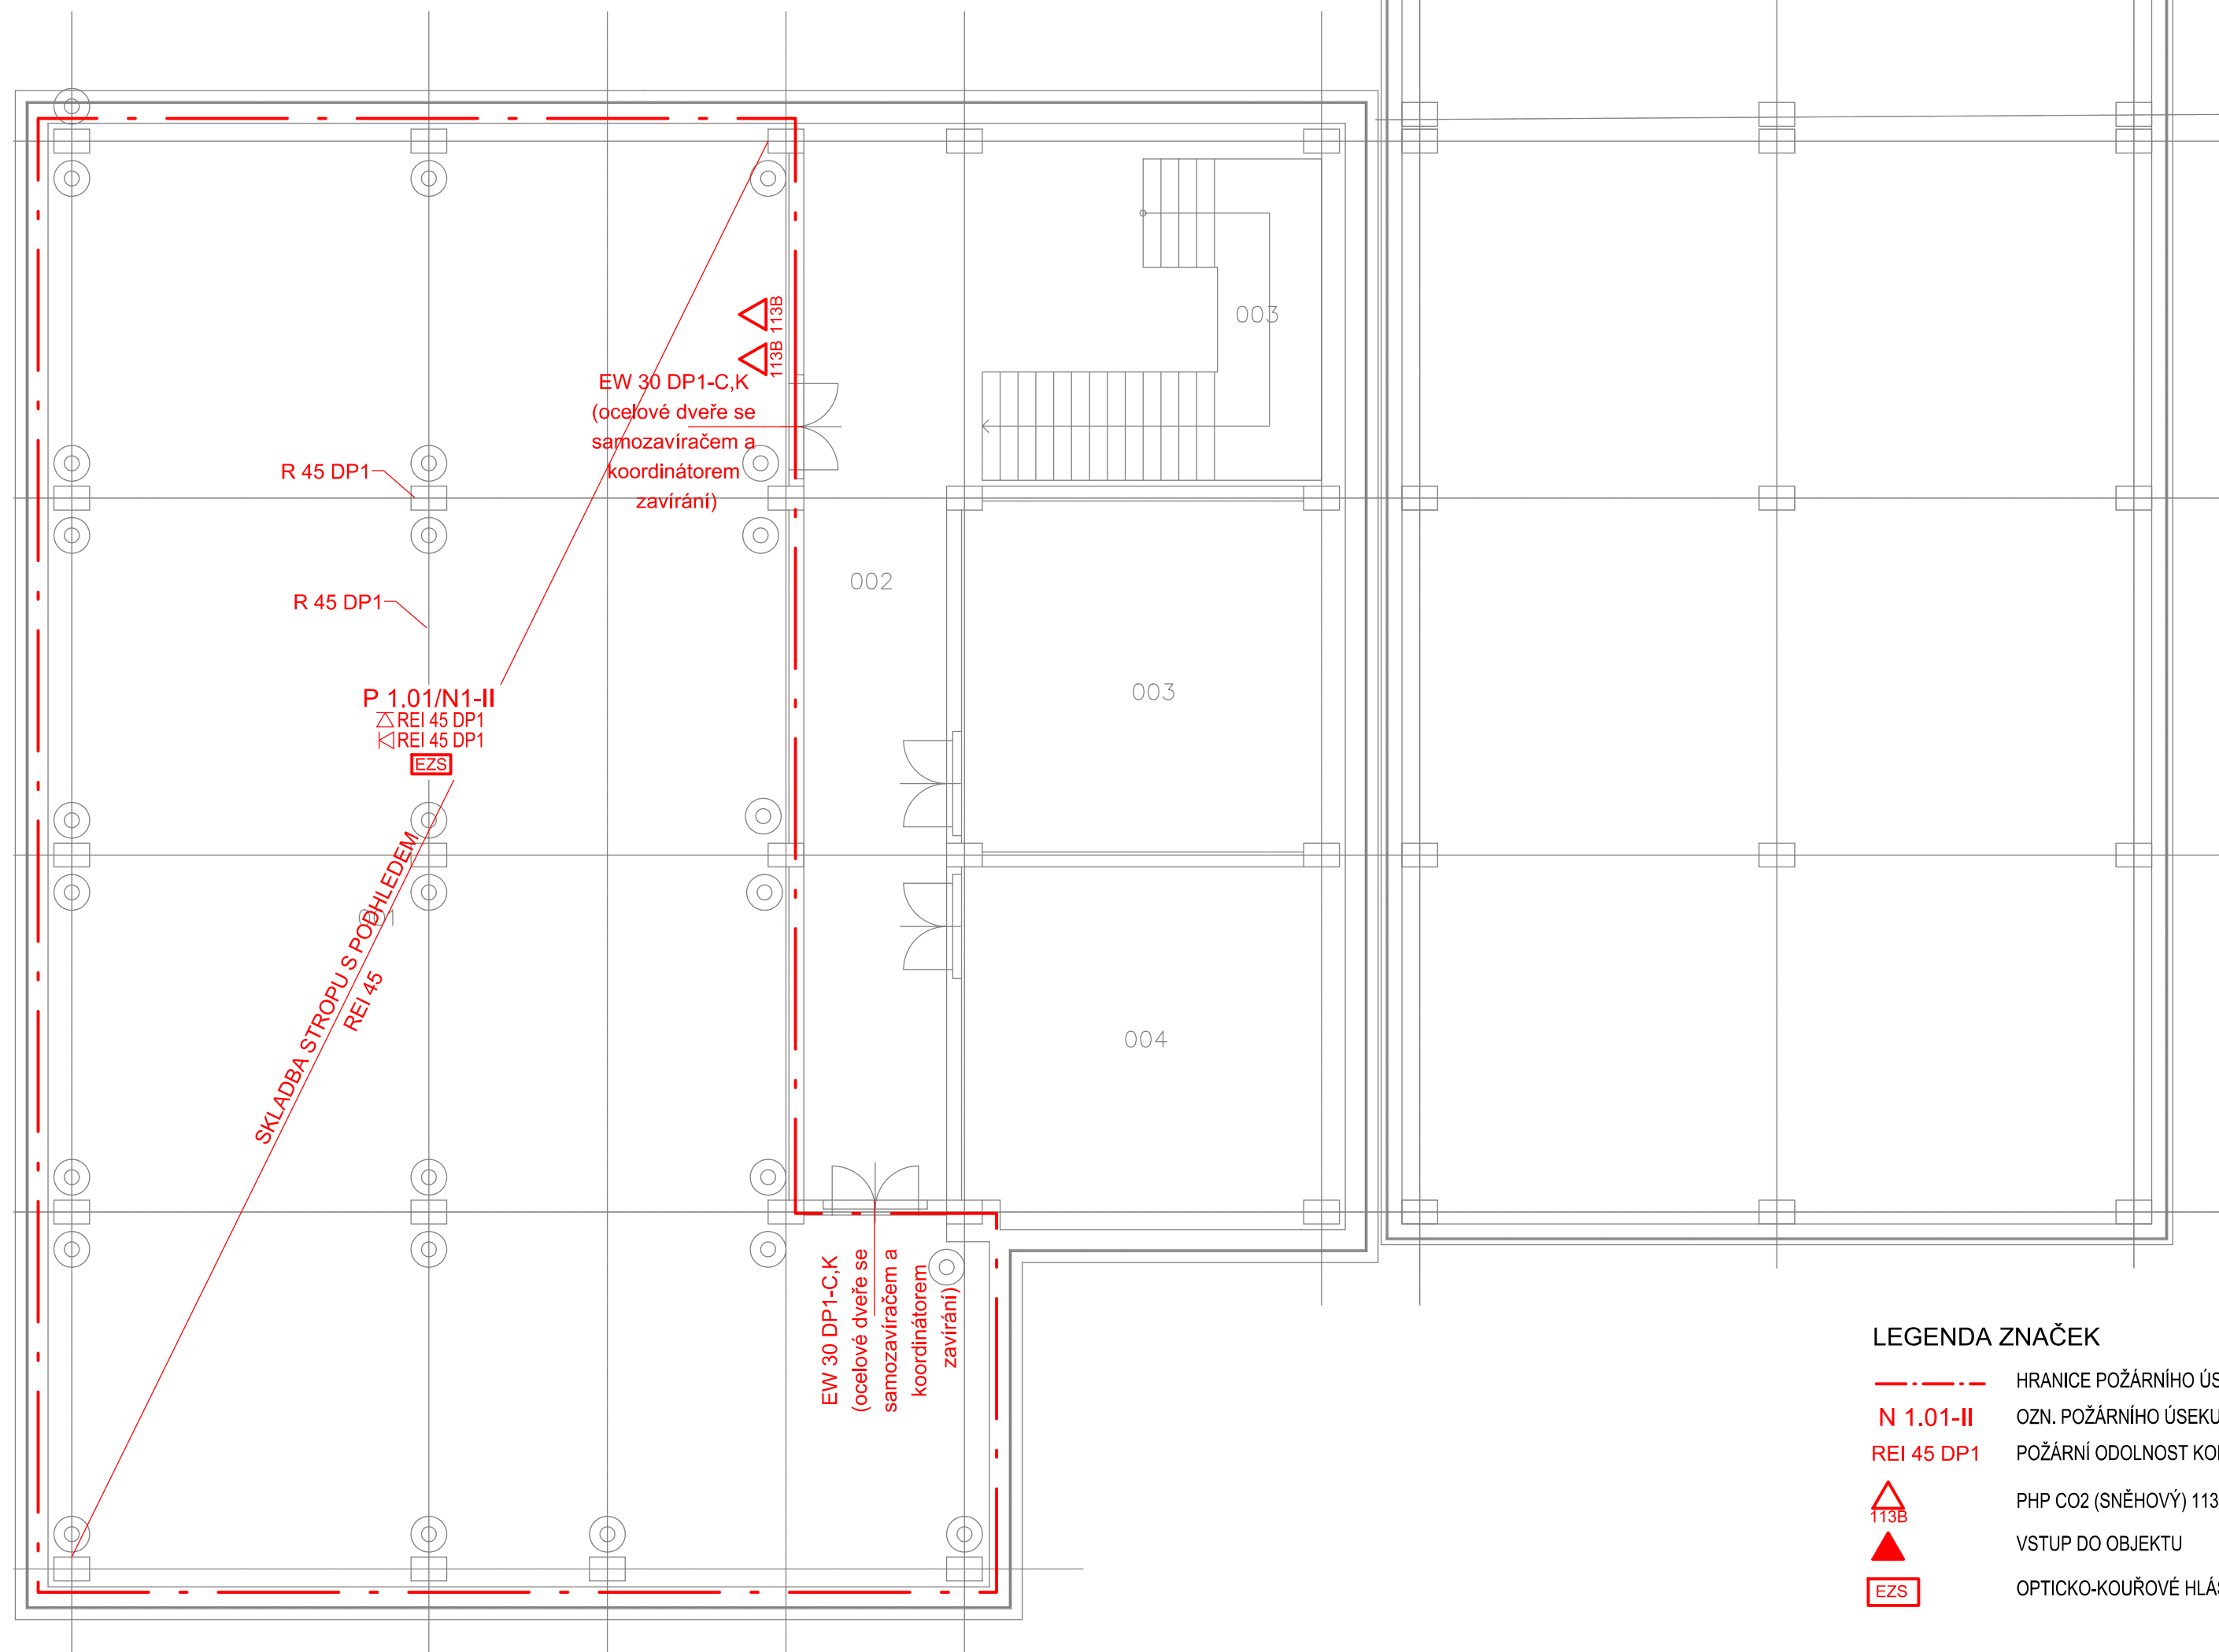 003
113B
113B
EW 30 DP1-C,K
(ocelové dveře se
samozavíračem a
koordinátorem
zavírání)
R 45 DP1
002
R 45 DP1
003
P 1.01/N1-II
REI 45 DP1
REI 45 DP1
EZS
001
SKLADBA STROPU S PODHLEDEM
REI 45
004
EW 30 DP1-C,K
(ocelové dveře se
samozavíračem a
koordinátorem
zavírání)
LEGENDA ZNAČEK
HRANICE POŽÁRNÍHO ÚS
N 1.01-II OZN. POŽÁRNÍHO ÚSEKU
REI 45 DP1 POŽÁRNÍ ODOLNOST KO
113B PHP CO2 (SNĚHOVÝ) 113
VSTUP DO OBJEKTU
EZS OPTICKO-KOUŘOVÉ HLÁS